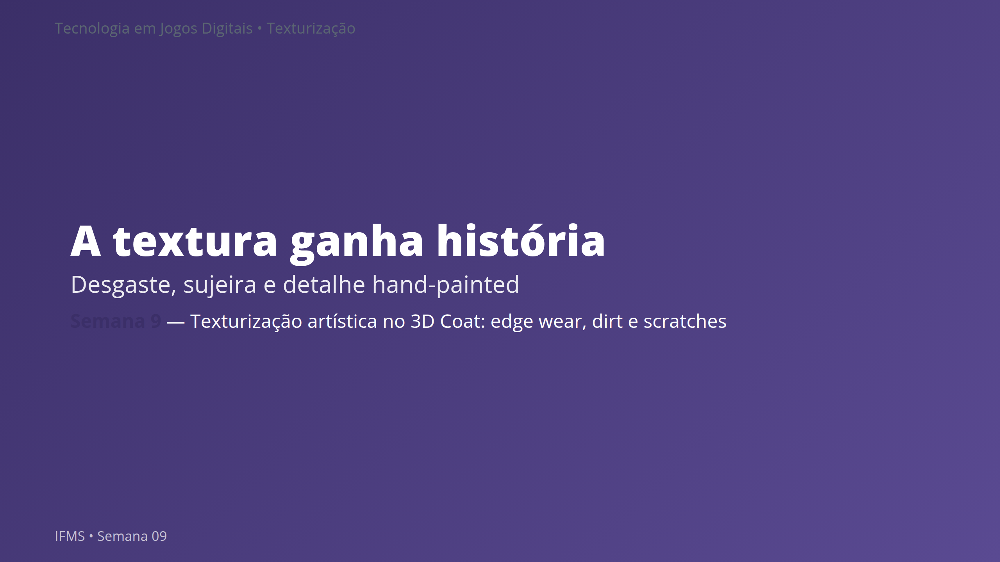 Tecnologia em Jogos Digitais • Texturização
A textura ganha história
Desgaste, sujeira e detalhe hand-painted
Semana 9 — Texturização artística no 3D Coat: edge wear, dirt e scratches
IFMS • Semana 09